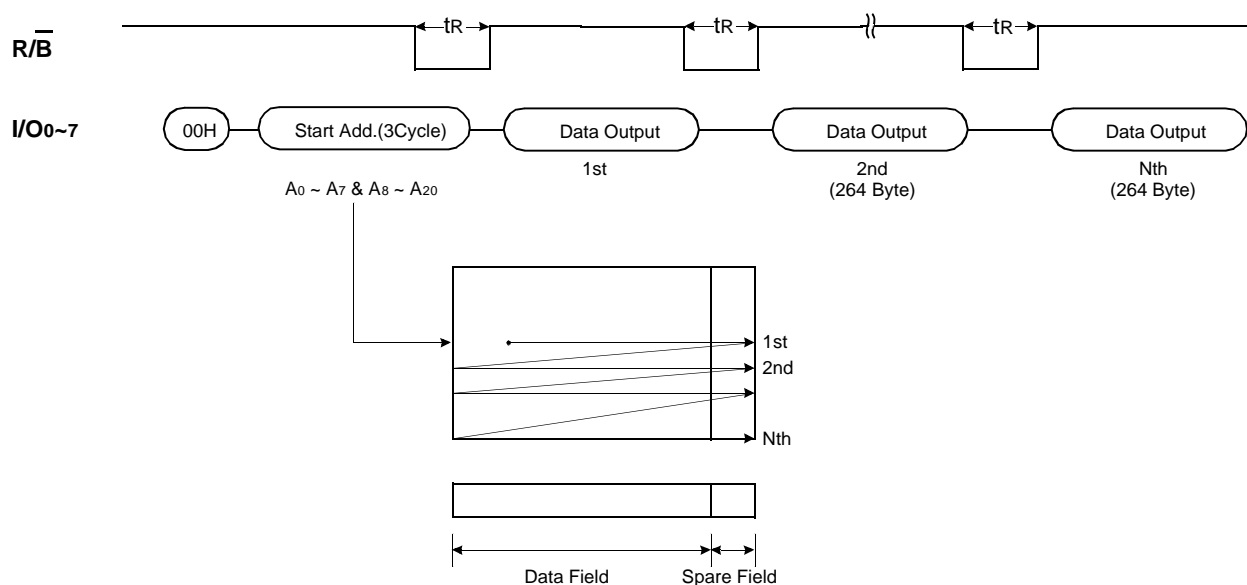 tR tR tR
R/B
I/O0~7
00H Start Add.(3Cycle) Data Output Data Output Data Output
1st 2nd Nth
(264 Byte) (264 Byte)
A0 ~ A7 & A8 ~ A20
1st
2nd
Nth
Data Field Spare Field